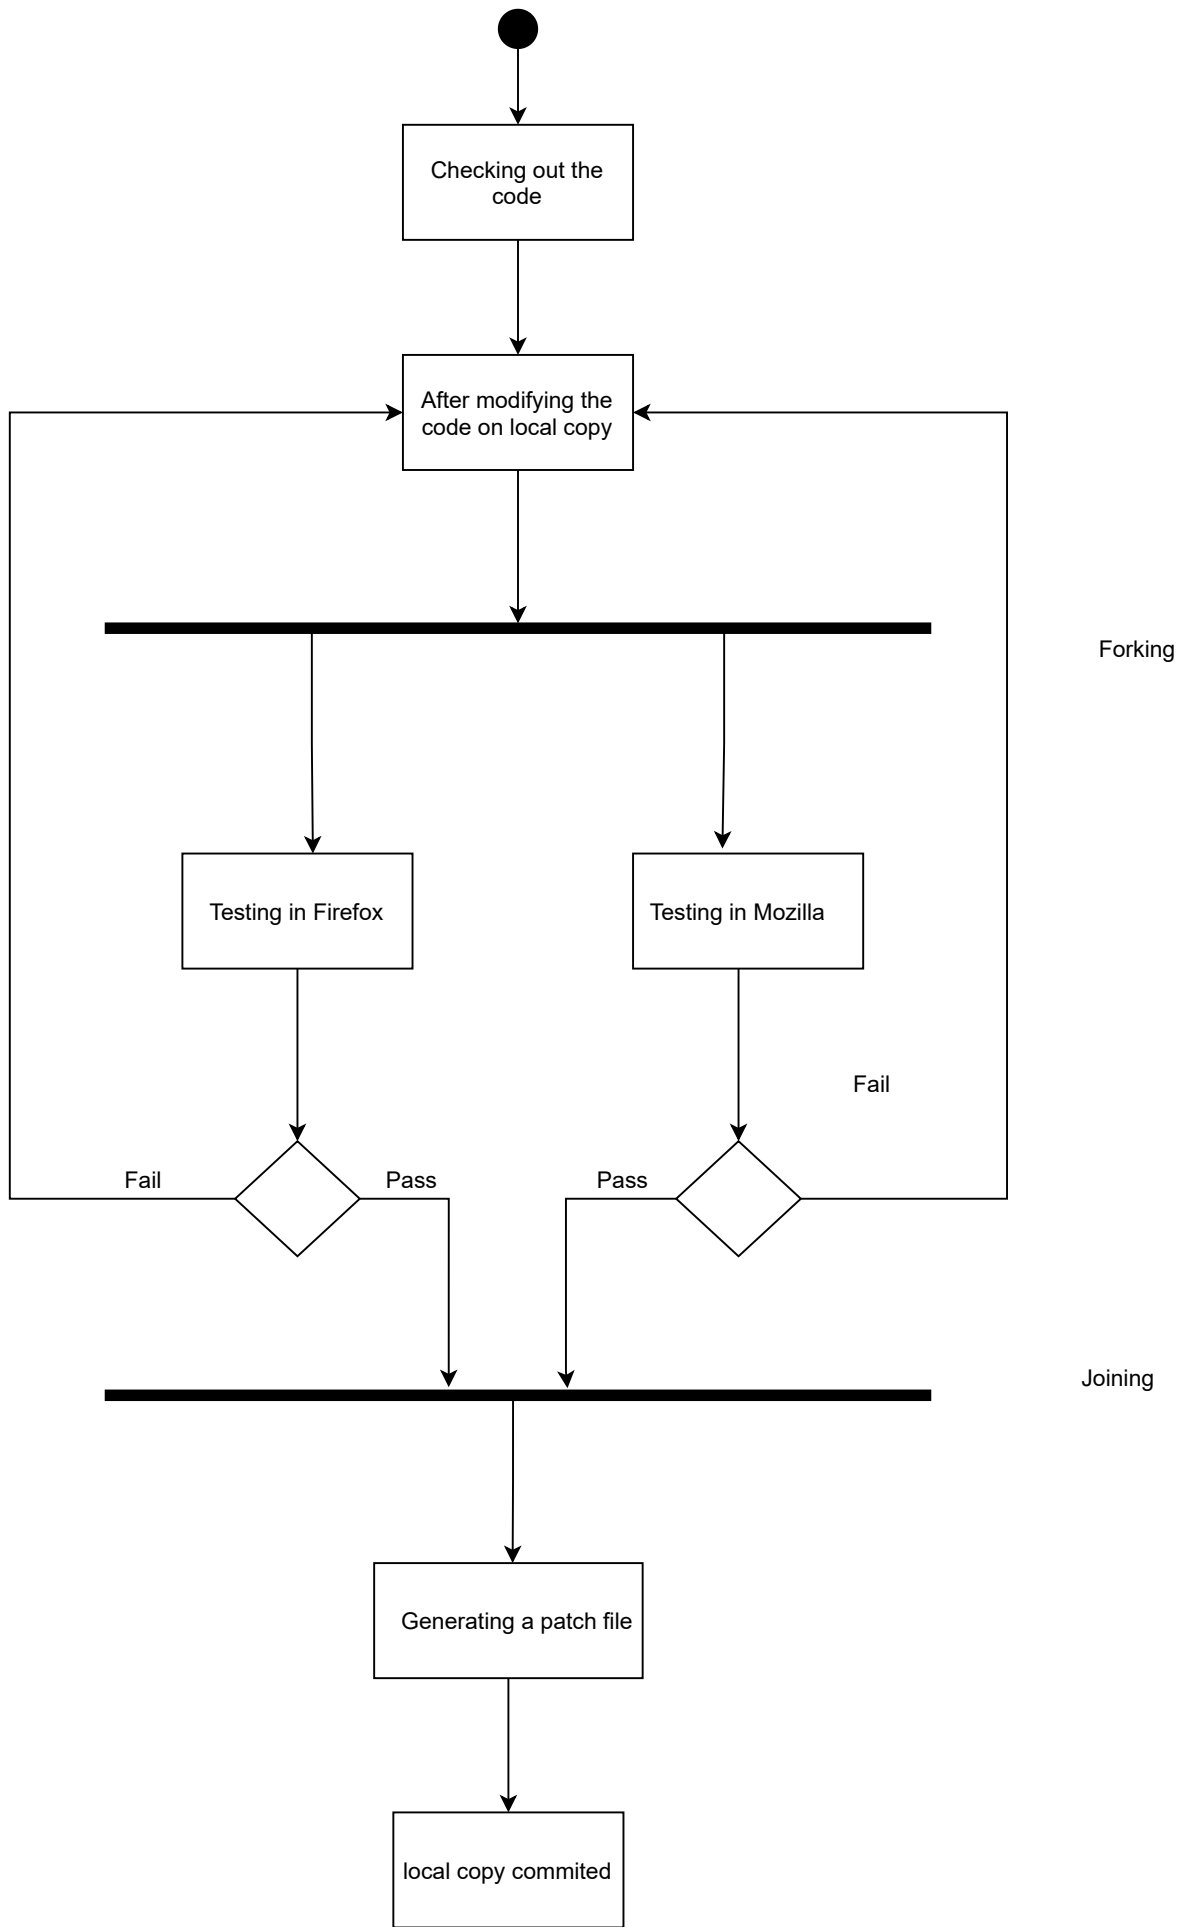 Checking out the
code
After modifying the
code on local copy
Forking
Testing in Firefox
Testing in Mozilla
Fail
Fail
Pass
Pass
Joining
Generating a patch file
local copy commited